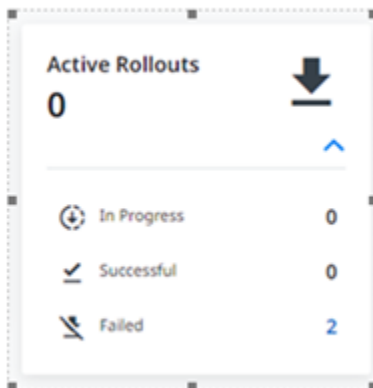 Active Rollouts
0
In Progress 0
Successful 0
Failed 2